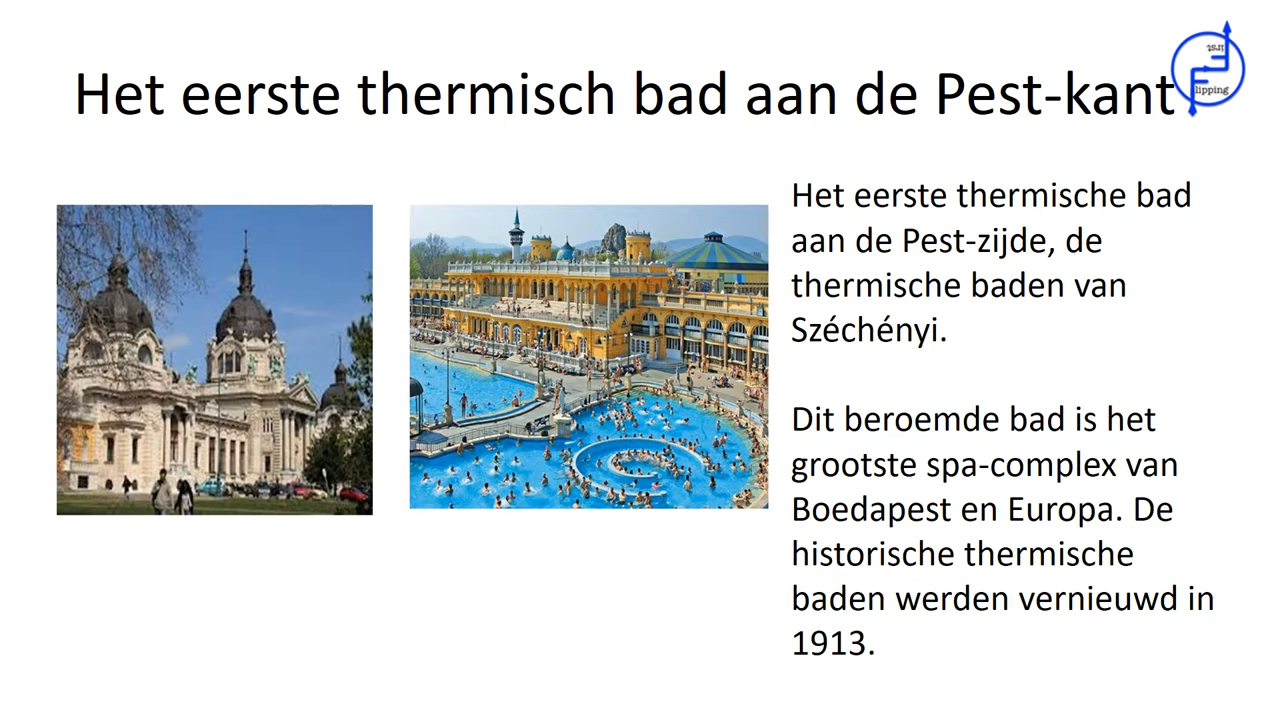 Het eerste thermisch bad aan de Pest-kant
irst
lipping
Het eerste thermische bad
aan de Pest-zijde, de
thermische baden van
Széchényi.
Dit beroemde bad is het
grootste spa-complex van
Boedapest en Europa. De
historische thermische
baden werden vernieuwd in
1913.